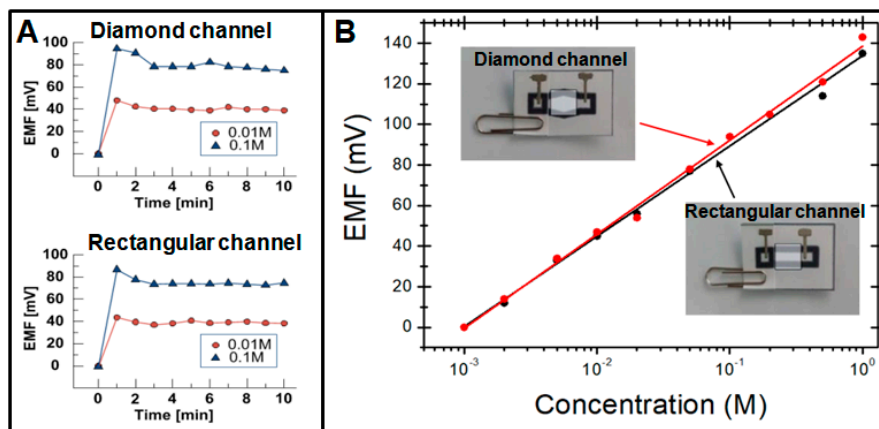 A
Diamond channel
100
80
60
40
20
0
EMF [mV]
0.01M
0.1M
0 2 4 6 8 10
Time [min]
Rectangular channel
100
80
60
40
20
0
EMF [mV]
0.01M
0.1M
0 2 4 6 8 10
Time [min]
B
140
120
100
80
60
40
20
0
EMF (mV)
Diamond channel
Rectangular channel
10⁻³ 10⁻² 10⁻¹ 10⁰
Concentration (M)